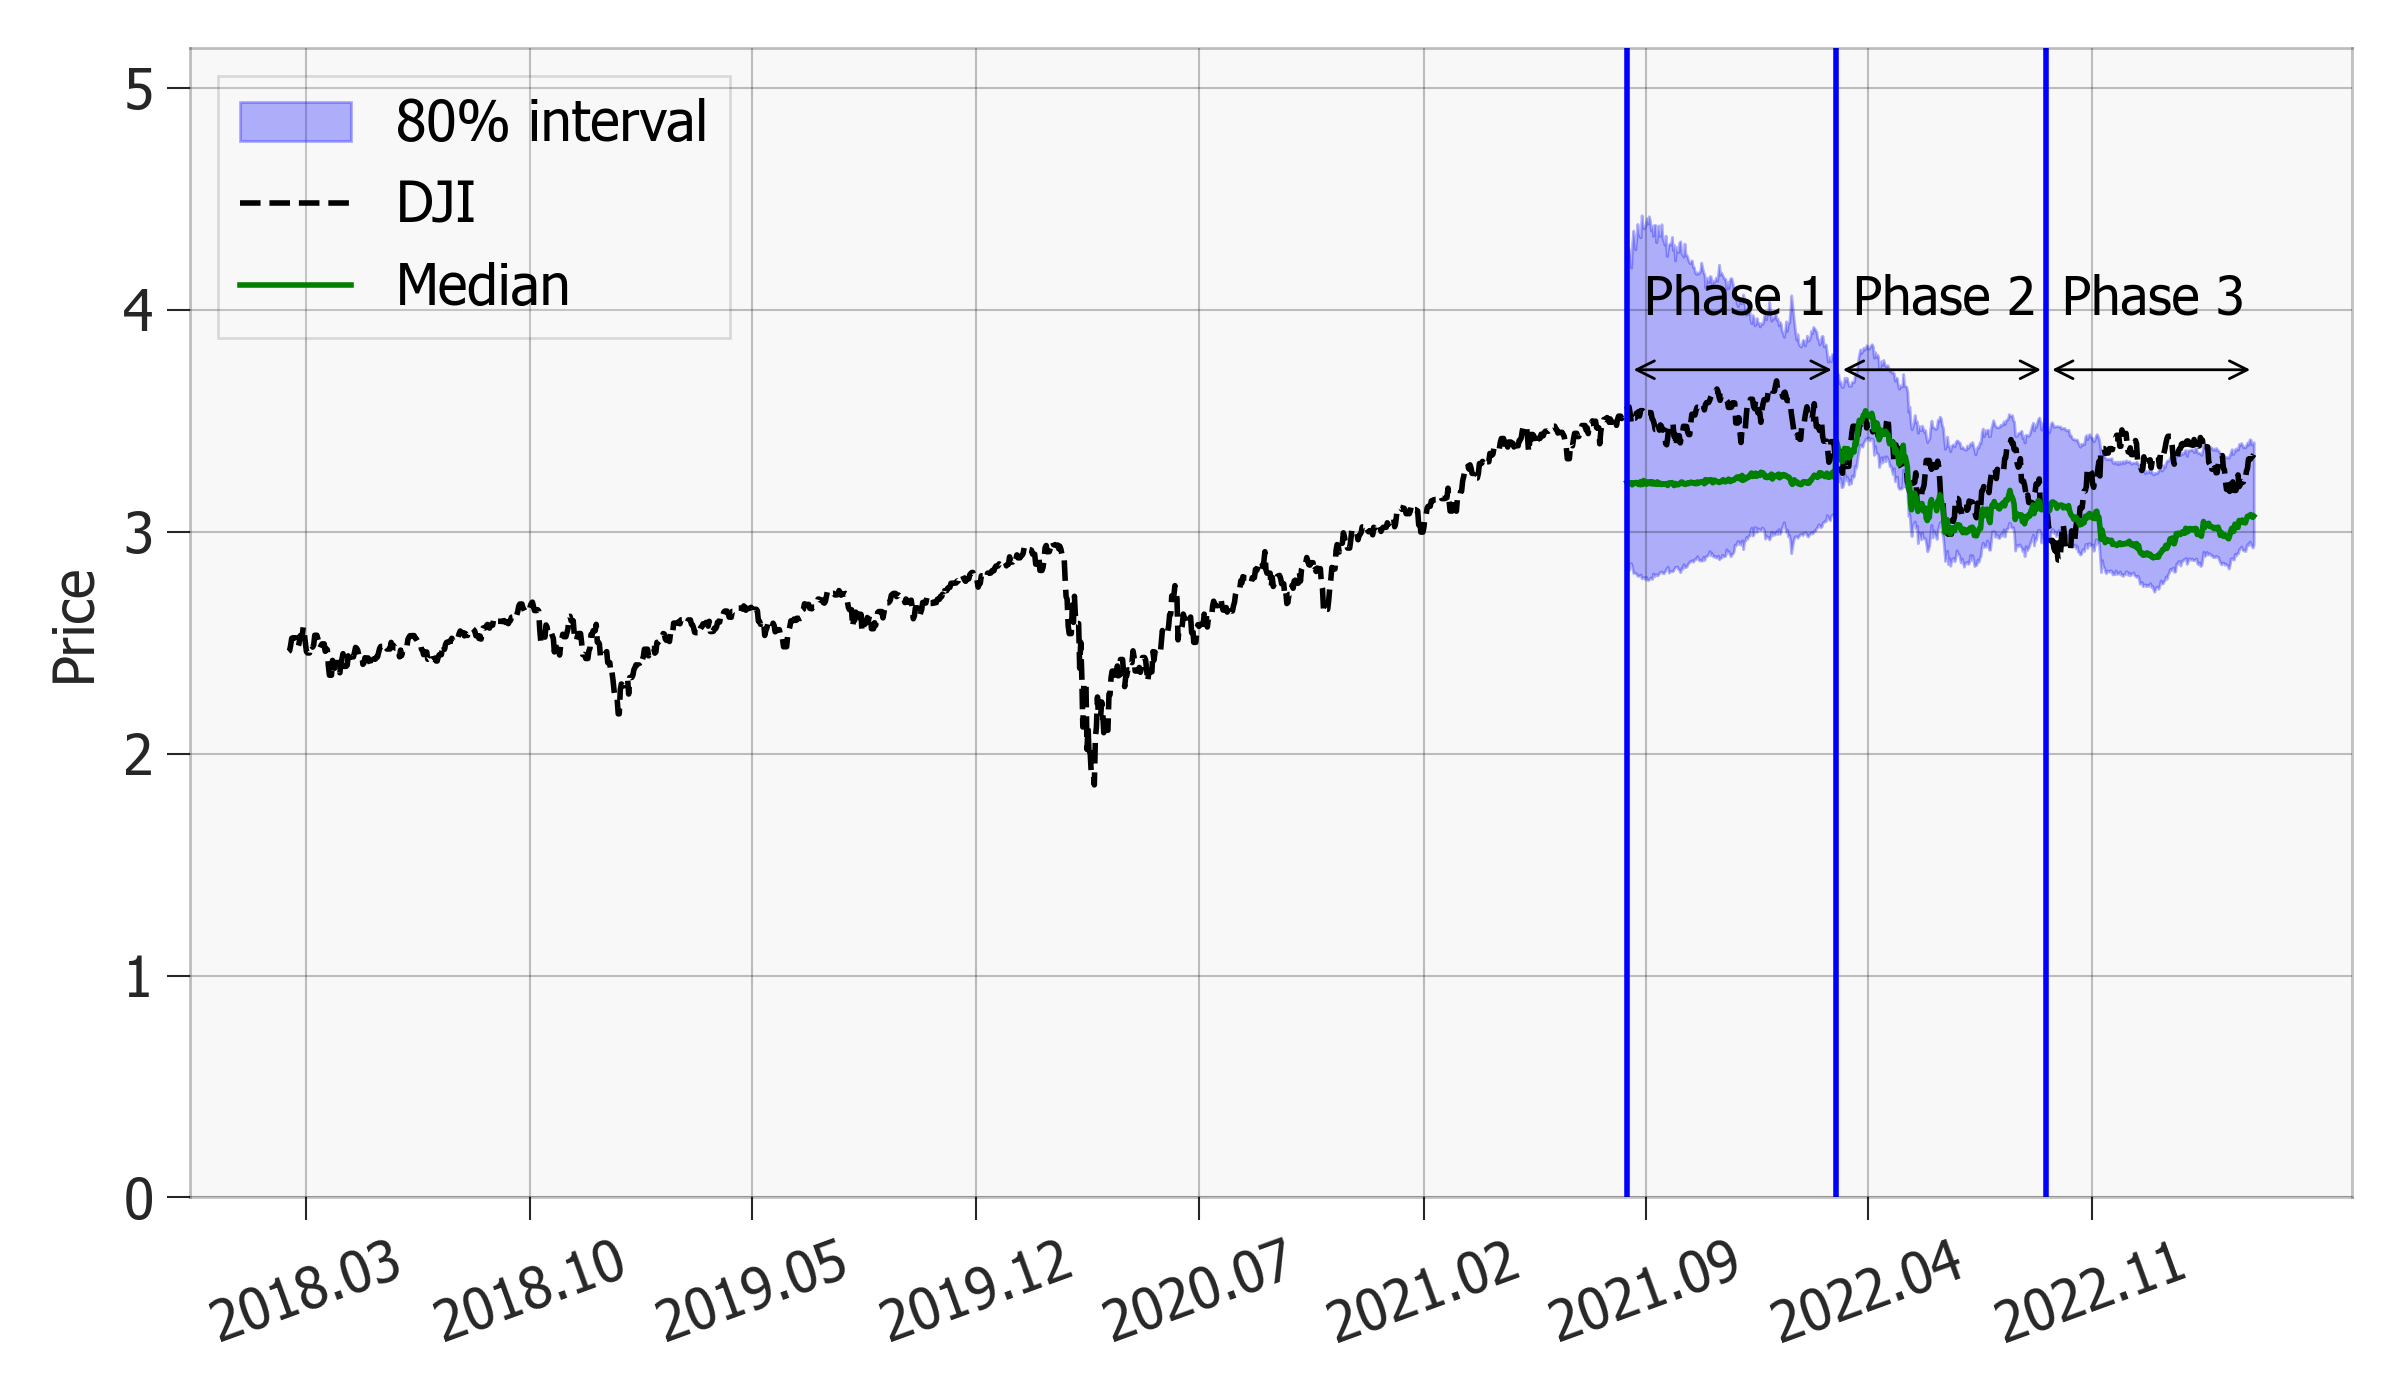 80% interval
DJI
Median
Phase 1
Phase 2
Phase 3
Price
5
4
3
2
1
0
2018.03
2018.10
2019.05
2019.12
2020.07
2021.02
2021.09
2022.04
2022.11